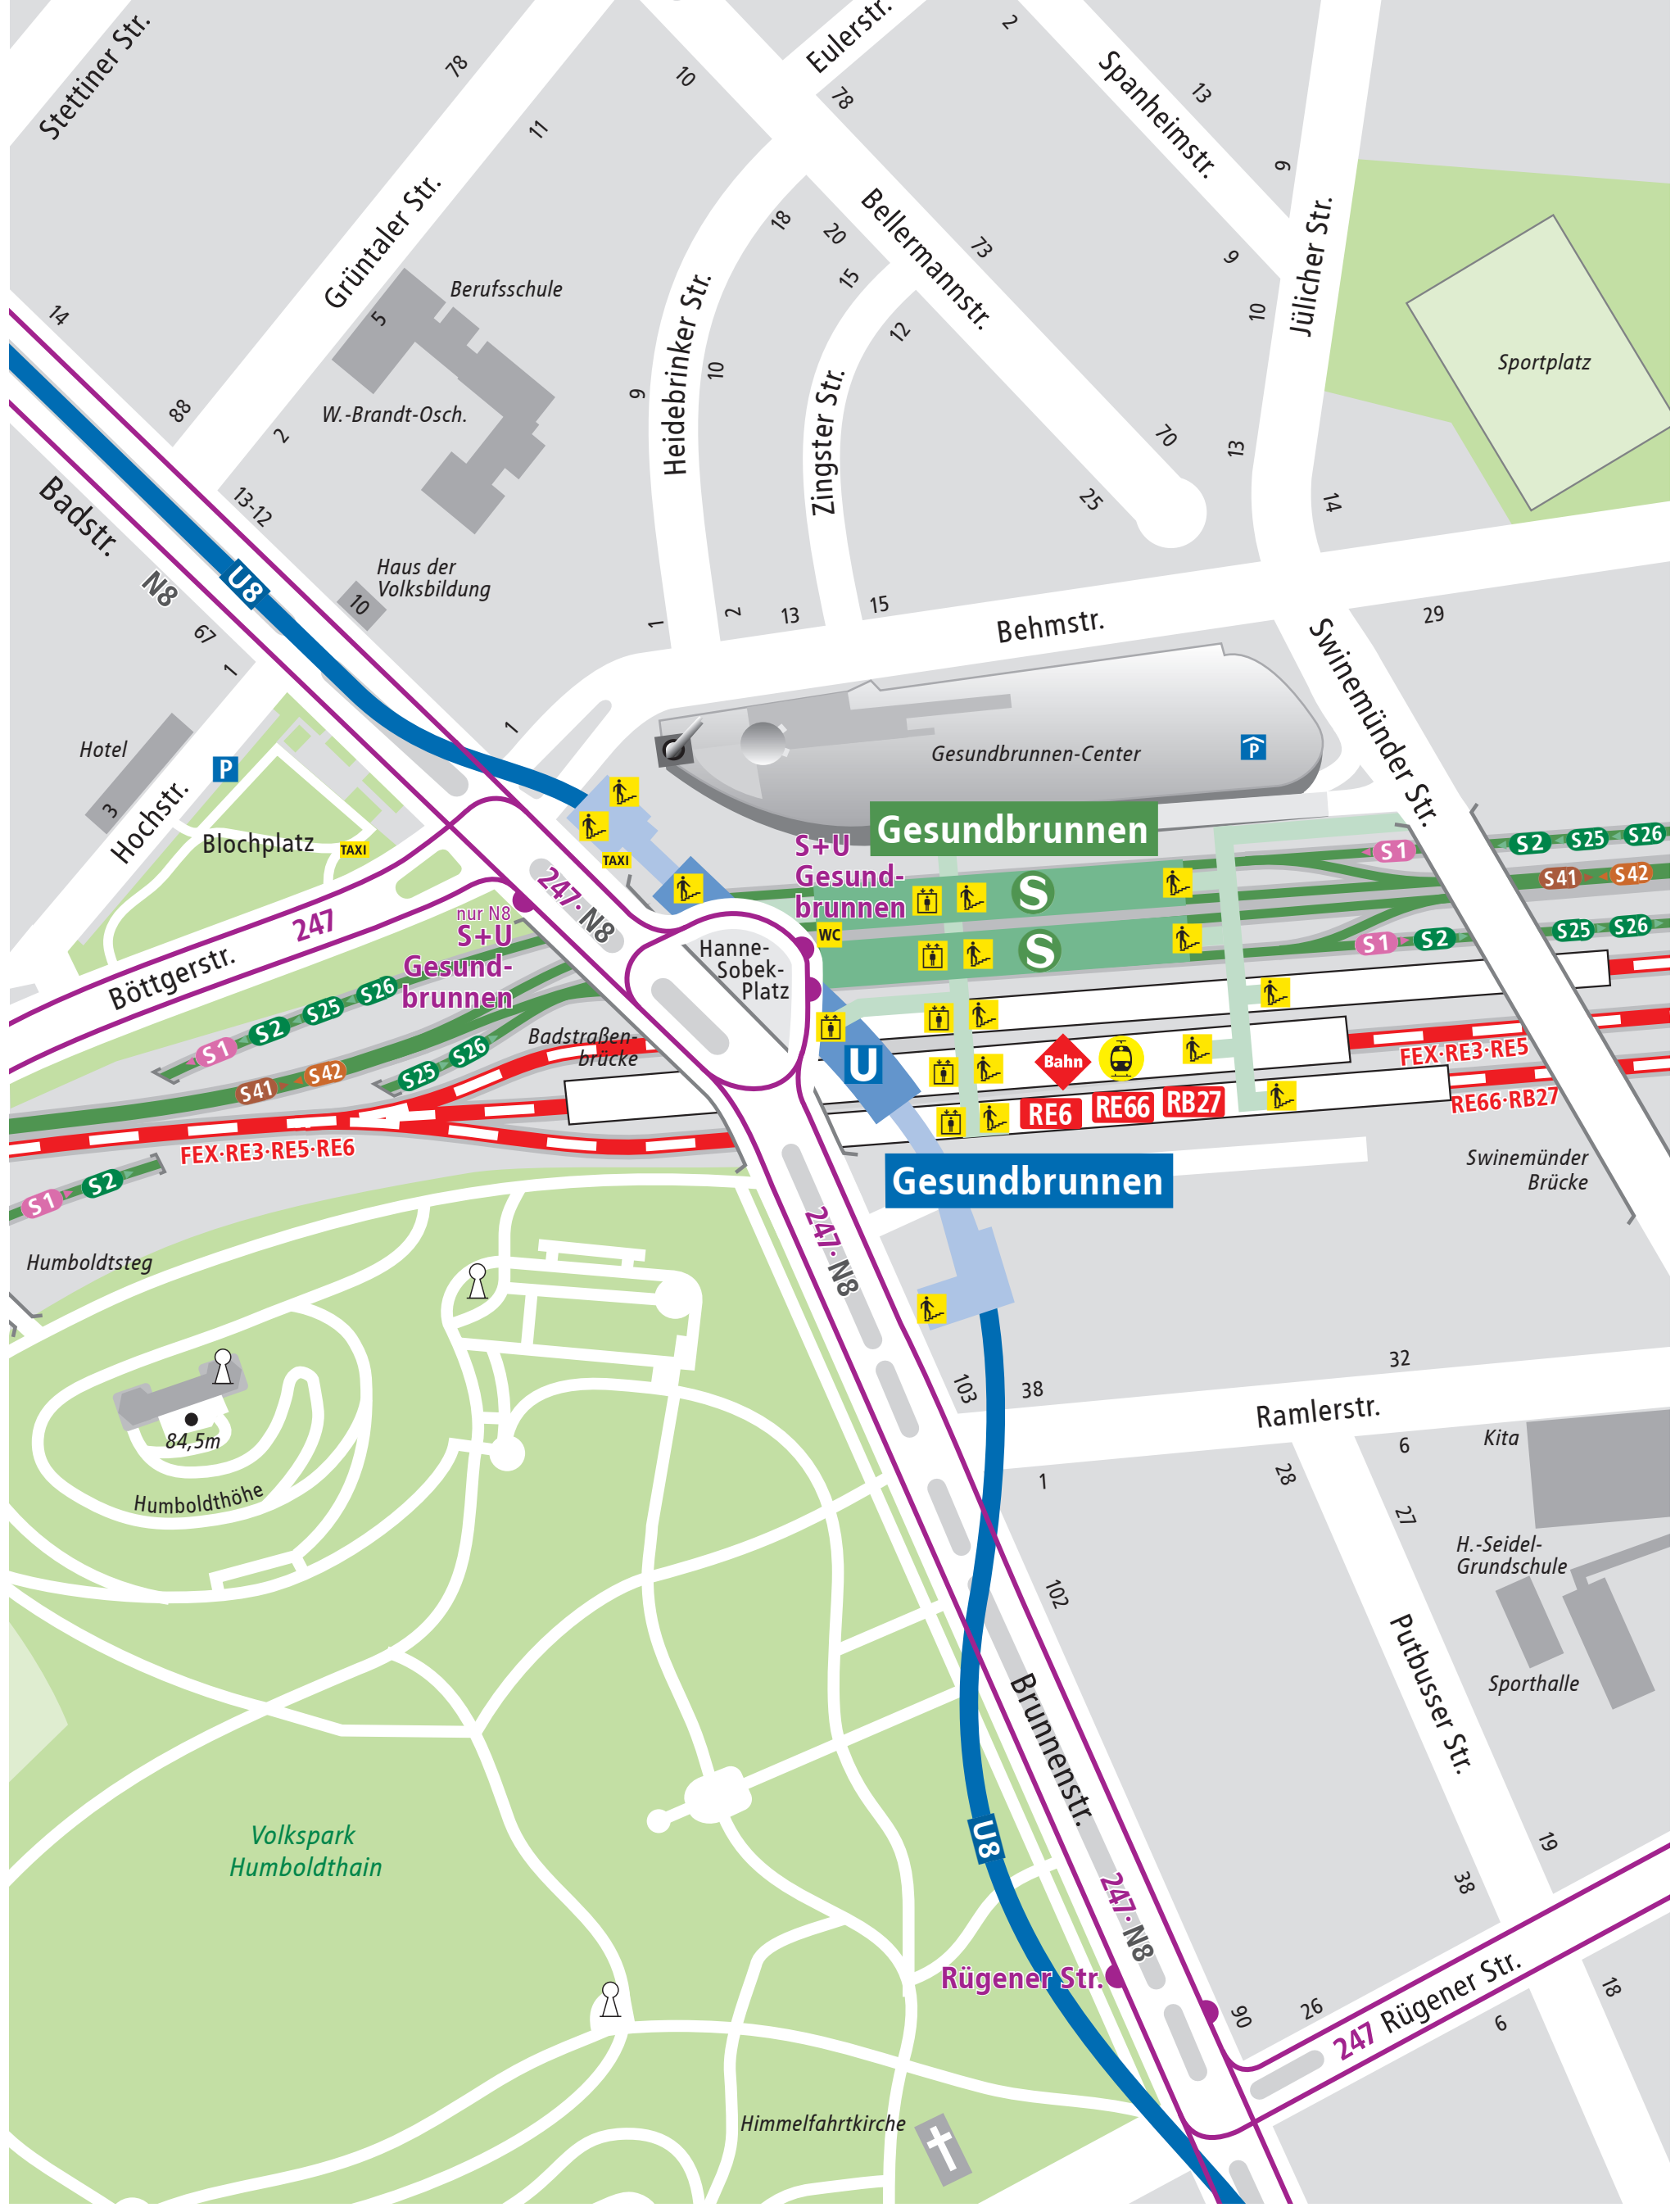 Stettiner Str.
78
10
Eulerstr.
2
78
Spanheimstr.
13
11
9
Grüntaler Str.
18
20
Bellermannstr.
73
9
Jülicher Str.
15
10
Berufsschule
5
14
12
Sportplatz
W.-Brandt-Osch.
88
2
9
Heidebrinker Str.
10
Zingster Str.
70
13
25
14
Badstr.
13-12
N8
U8
Haus der
Volksbildung
10
67
1
1
2
13
15
Behmstr.
29
Swinemünder Str.
Hotel
P
1
3
Hochstr.
Blochplatz
TAXI
TAXI
Gesundbrunnen-Center
P
Gesundbrunnen
S+U
Gesund-
brunnen
S
S
WC
S1
S2
S25
S26
S41
S42
S1
S2
S25
S26
247·N8
nur N8
S+U
Gesund-
brunnen
Hanne-
Sobek-
Platz
247
Böttgerstr.
S1
S2
S25
S26
S41
S42
S25
S26
Badstraßen-
brücke
U
Bahn
RE6
RE66
RB27
FEX·RE3·RE5
RE66·RB27
FEX·RE3·RE5·RE6
S1
S2
Gesundbrunnen
Swinemünder
Brücke
Humboldtsteg
247·N8
84,5m
Humboldthöhe
103
38
32
Ramlerstr.
1
28
6
Kita
27
H.-Seidel-
Grundschule
102
Sporthalle
Brunnenstr.
Putbusser Str.
Volkspark
Humboldthain
U8
19
38
247·N8
Rügener Str.
90
26
247
Rügener Str.
18
6
Himmelfahrtkirche